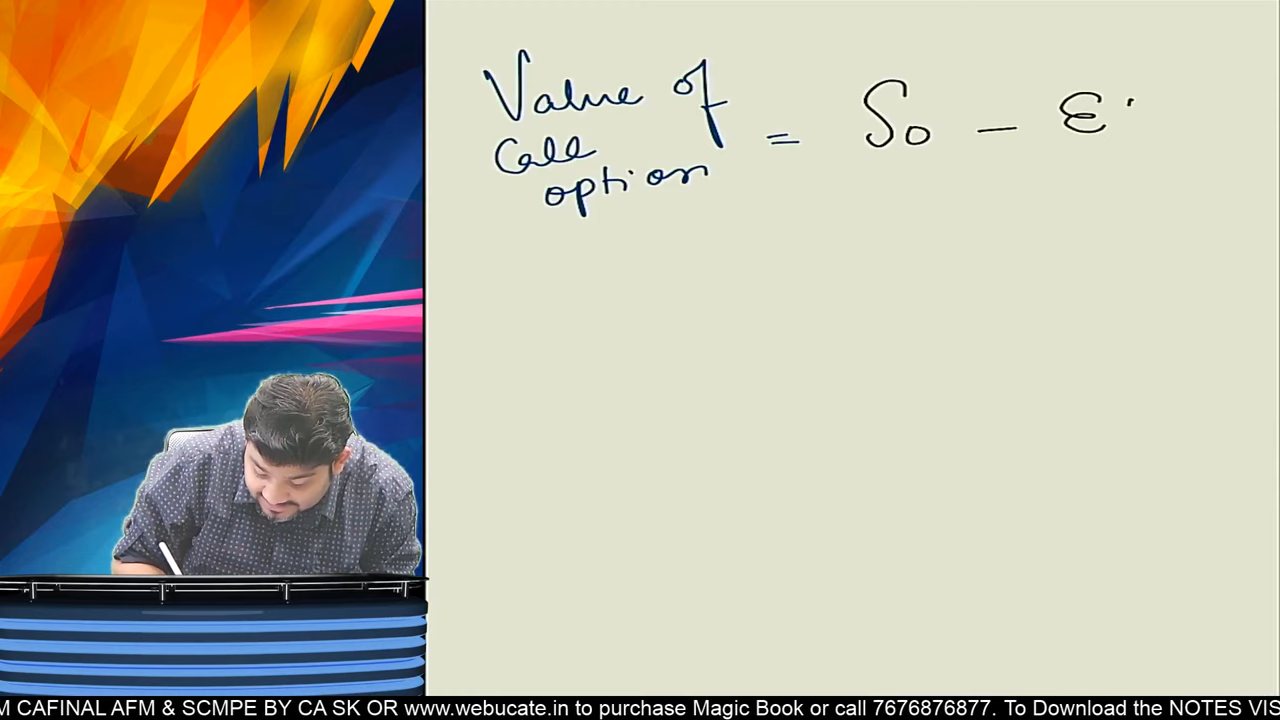 Value of
Call
option = S0 - E
M CAFINAL AFM & SCMPE BY CA SK OR www.webucate.in to purchase Magic Book or call 7676876877. To Download the NOTES VIS